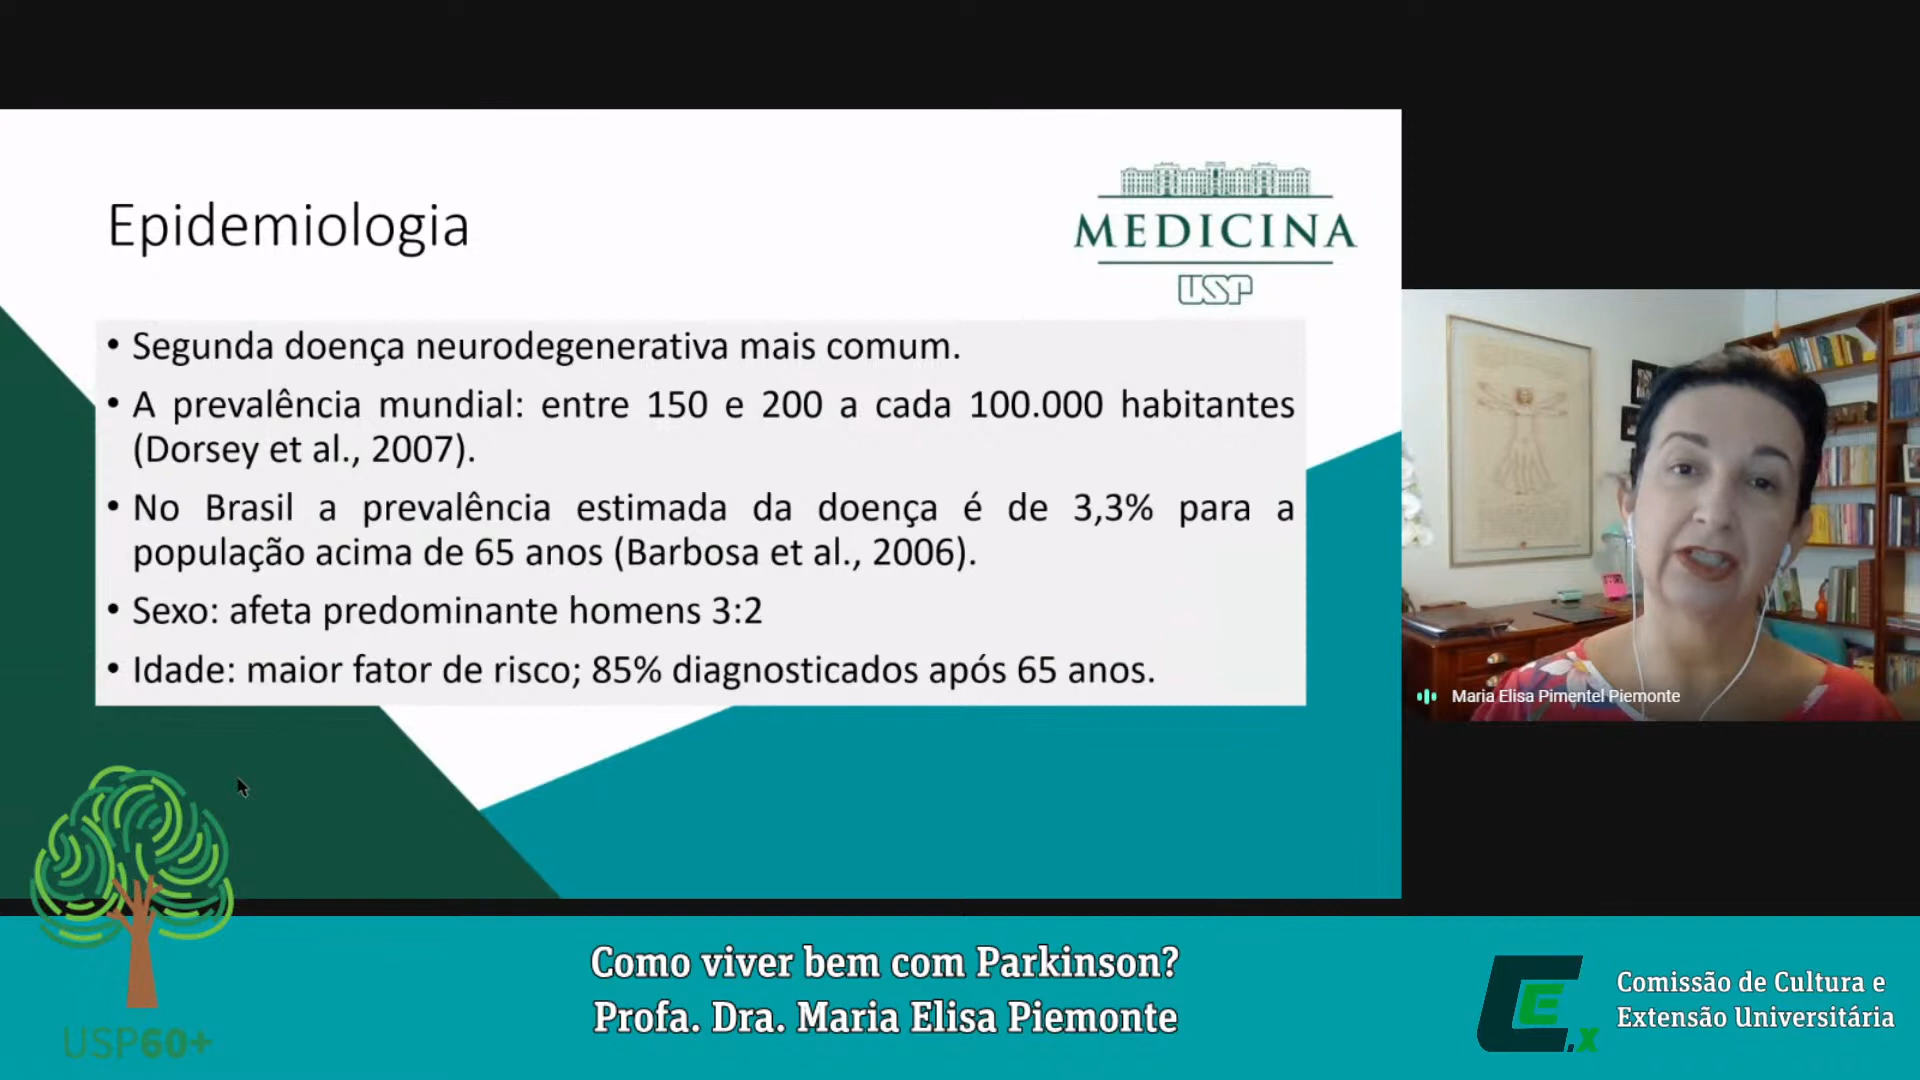 Epidemiologia
MEDICINA
USP
• Segunda doença neurodegenerativa mais comum.
• A prevalência mundial: entre 150 e 200 a cada 100.000 habitantes
(Dorsey et al., 2007).
• No Brasil a prevalência estimada da doença é de 3,3% para a
população acima de 65 anos (Barbosa et al., 2006).
• Sexo: afeta predominante homens 3:2
• Idade: maior fator de risco; 85% diagnosticados após 65 anos.
Maria Elisa Pimentel Piemonte
USP60+
Como viver bem com Parkinson?
Profa. Dra. Maria Elisa Piemonte
CEx
Comissão de Cultura e
Extensão Universitária